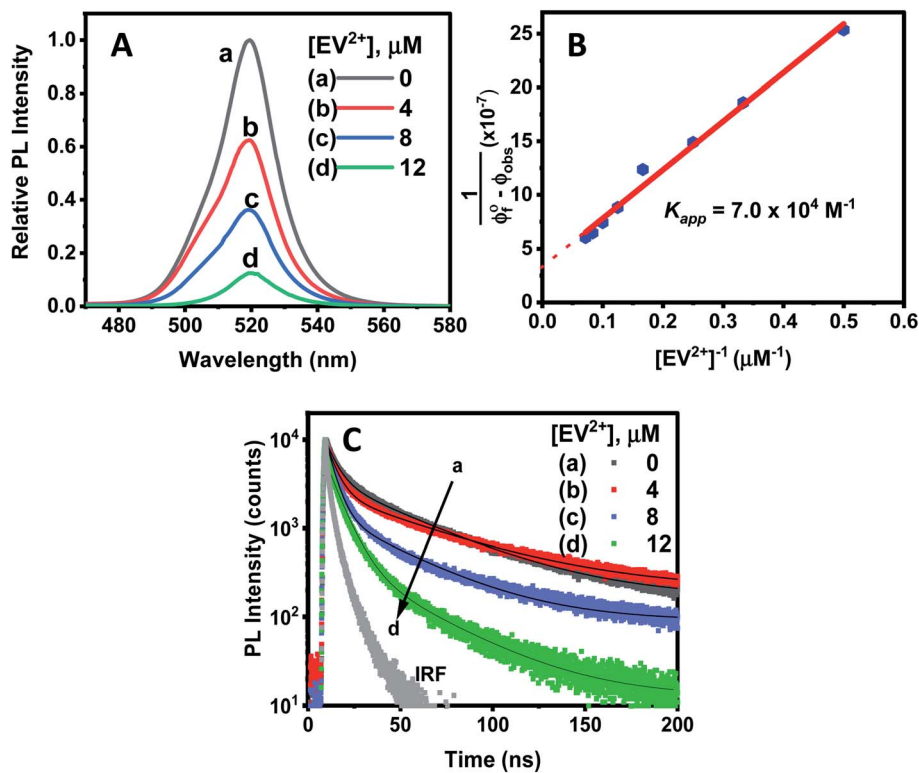 A
[EV²⁺], μM
(a) 0
(b) 4
(c) 8
(d) 12
a
b
c
d
Relative PL Intensity
1.0
0.8
0.6
0.4
0.2
0.0
480 500 520 540 560 580
Wavelength (nm)
B
1 / (ϕ_f^o - ϕ_obs) (x10⁻⁷)
25
20
15
10
5
0
K_app = 7.0 x 10⁴ M⁻¹
0.0 0.1 0.2 0.3 0.4 0.5 0.6
[EV²⁺]⁻¹ (μM⁻¹)
C
[EV²⁺], μM
(a) 0
(b) 4
(c) 8
(d) 12
a
d
IRF
PL Intensity (counts)
10⁴
10³
10²
10¹
0 50 100 150 200
Time (ns)